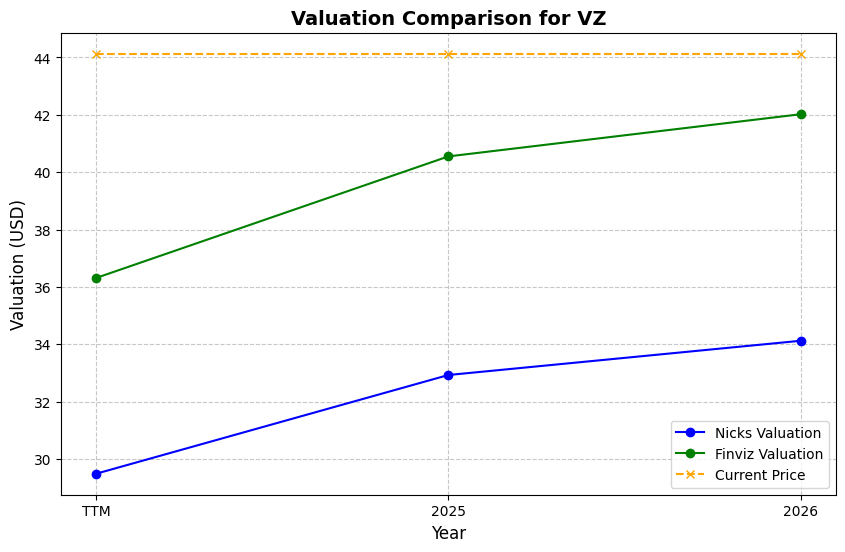 Valuation Comparison for VZ
Valuation (USD)
44
42
40
38
36
34
32
30
TTM
2025
2026
Year
Nicks Valuation
Finviz Valuation
Current Price